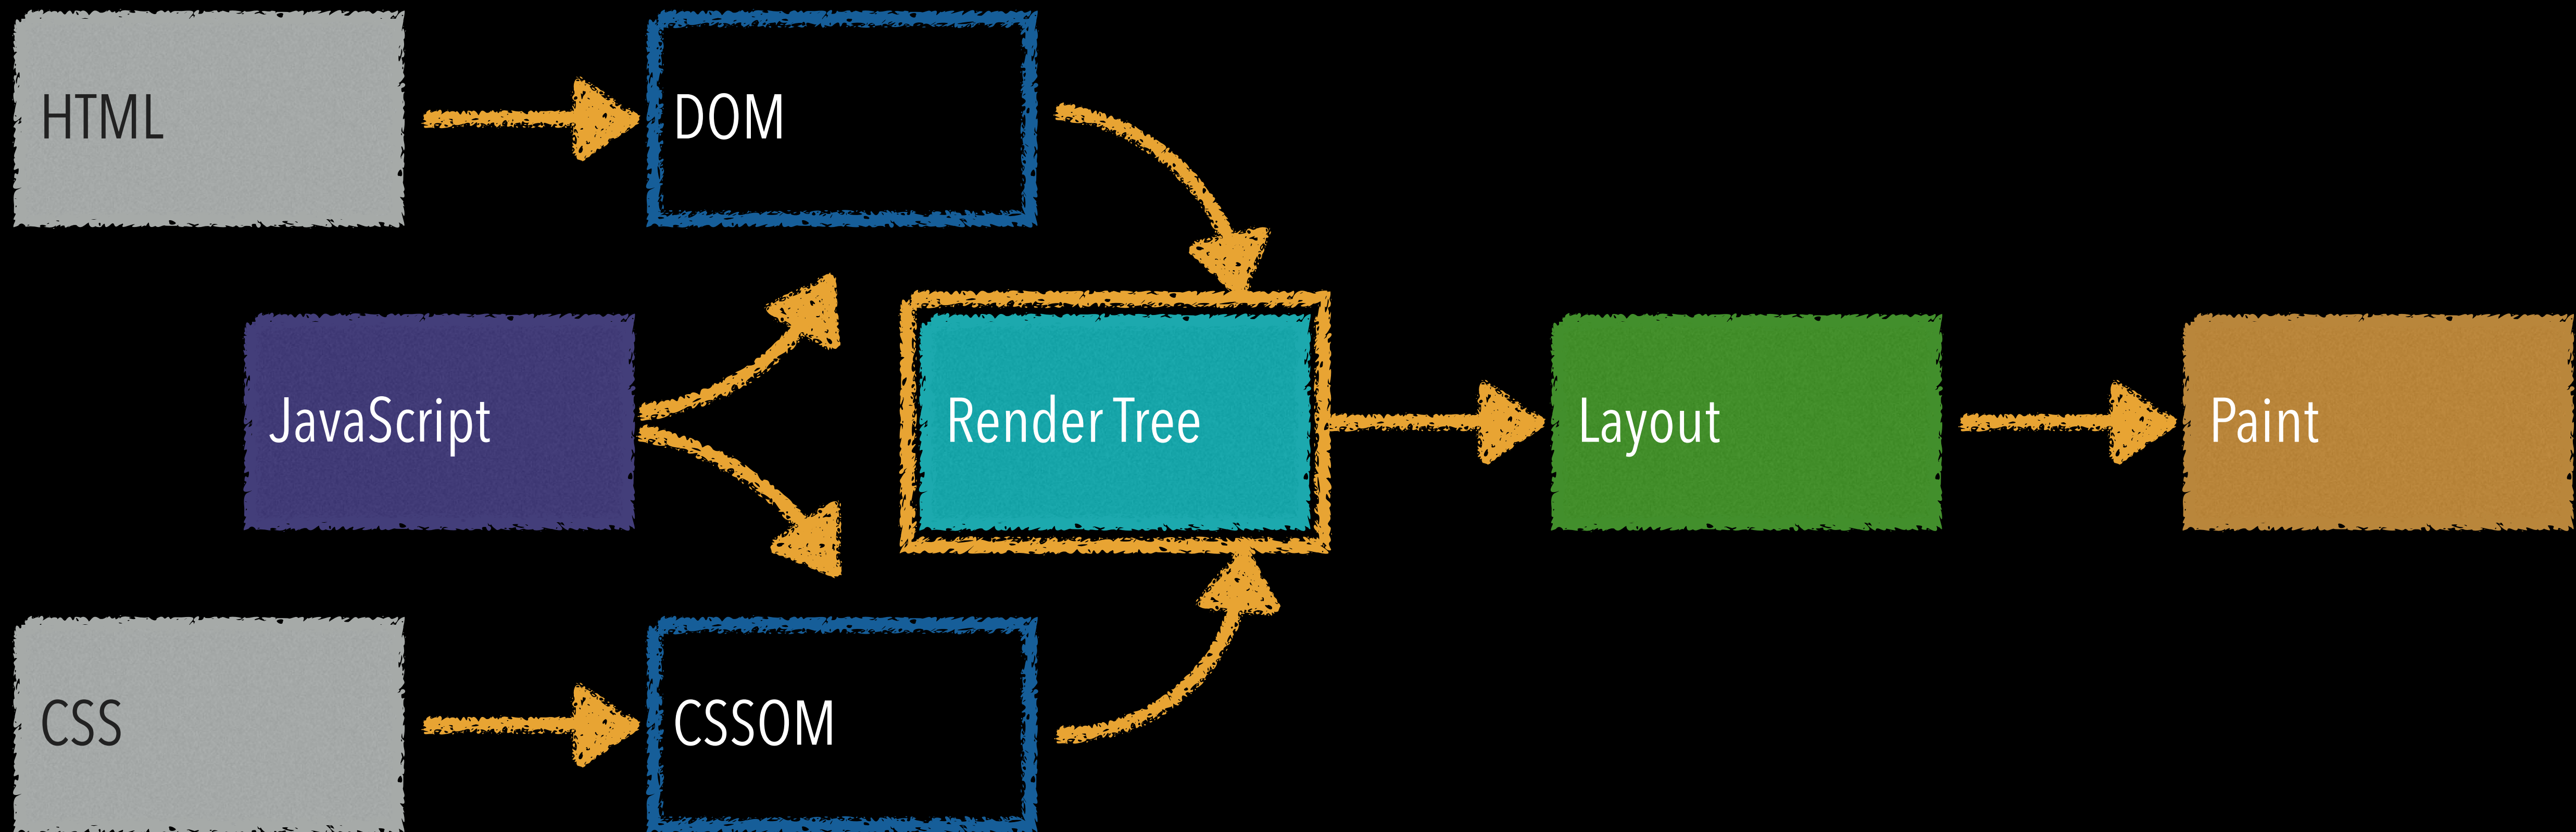 HTML
DOM
JavaScript
Render Tree
Layout
Paint
CSS
CSSOM